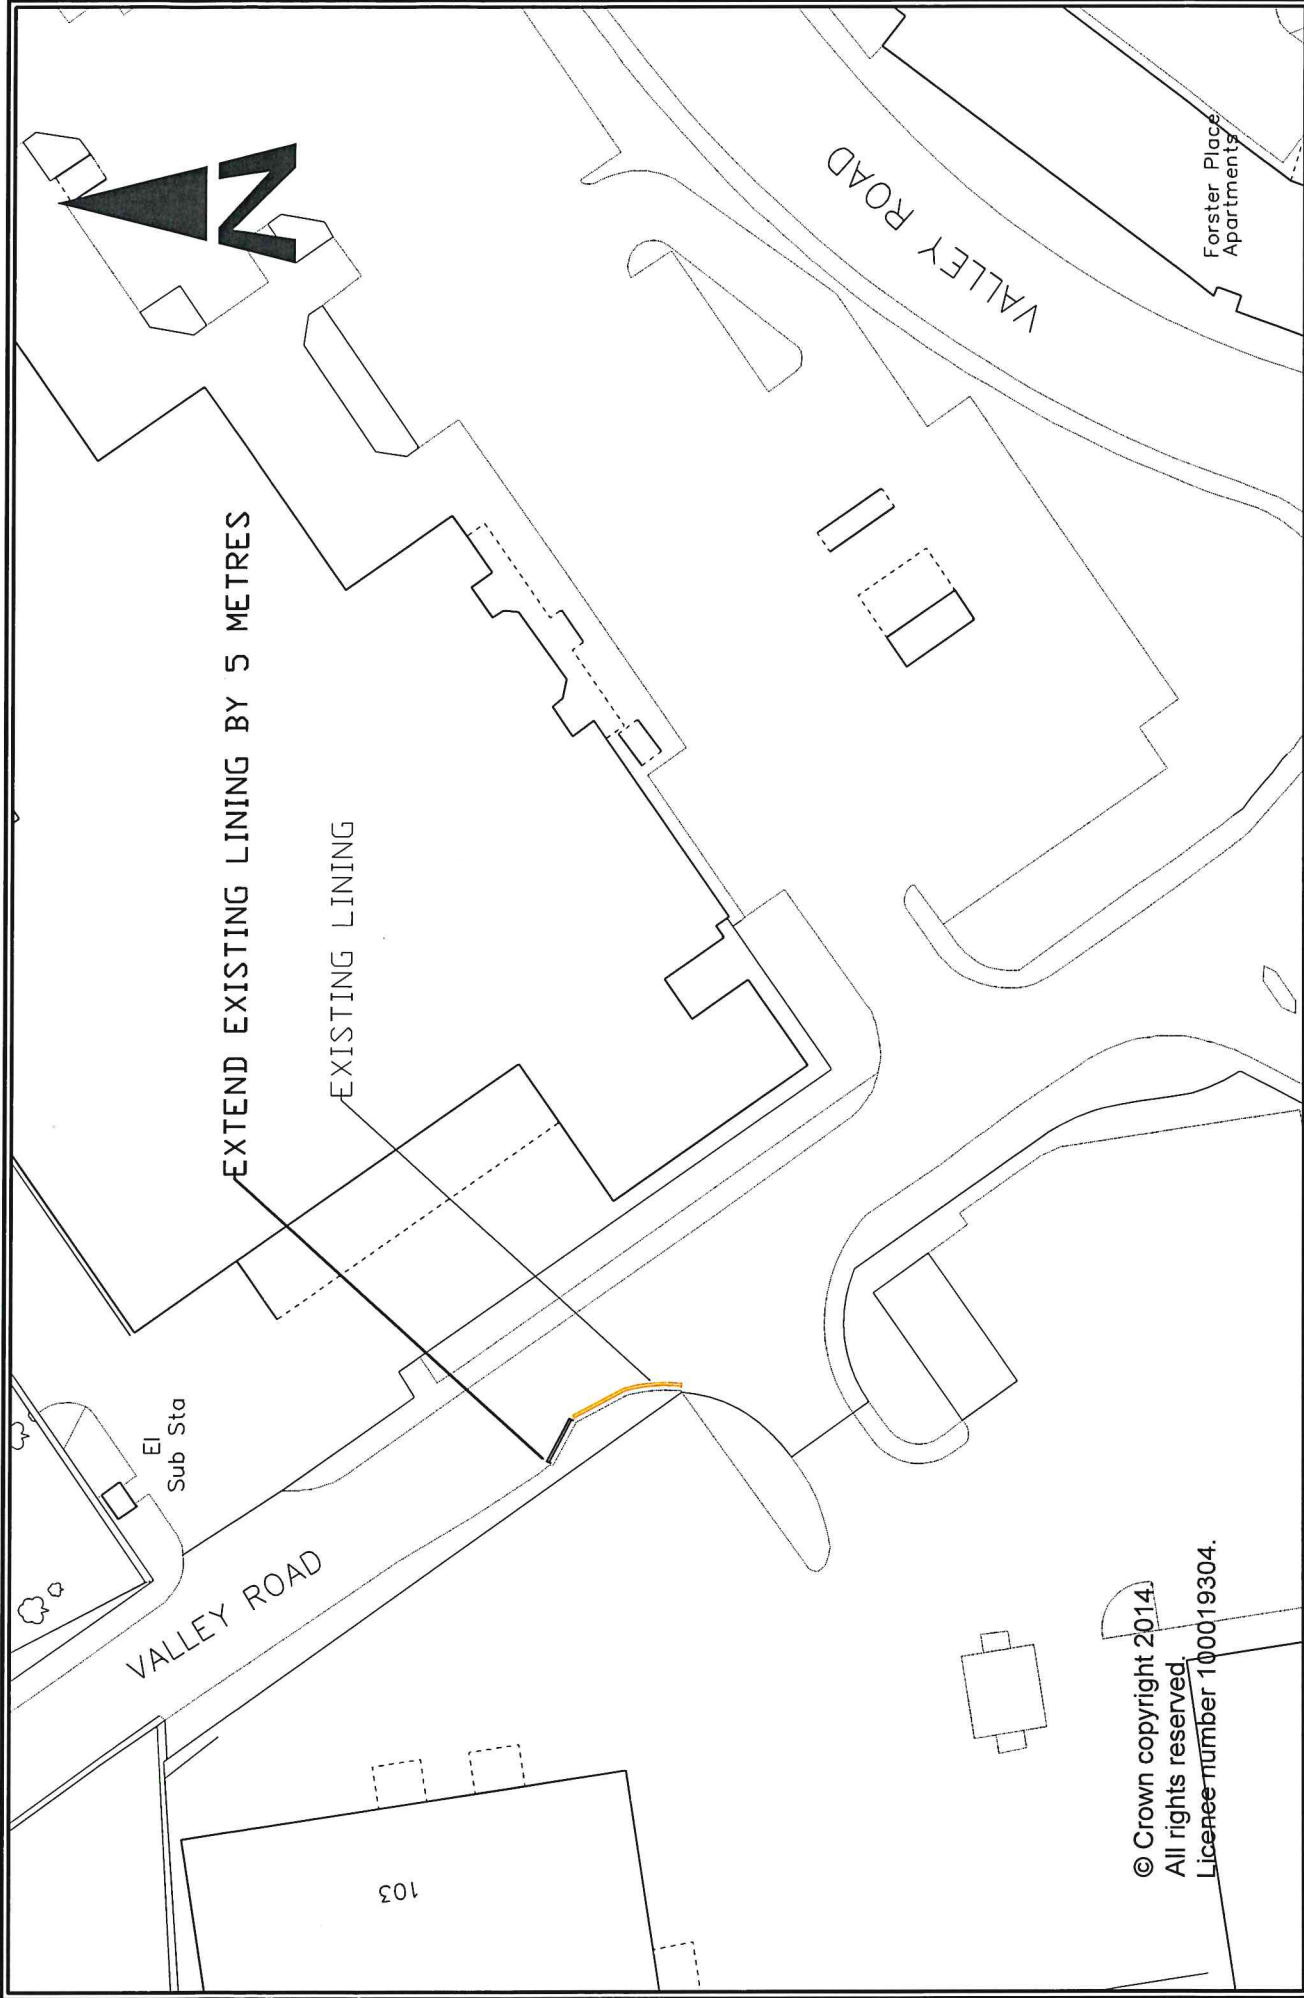 EXTEND EXISTING LINING BY 5 METRES
EXISTING LINING
N
El
Sub Sta
VALLEY ROAD
VALLEY ROAD
Forster Place
Apartments
103
© Crown copyright 2014.
All rights reserved.
Licence number 100019304.